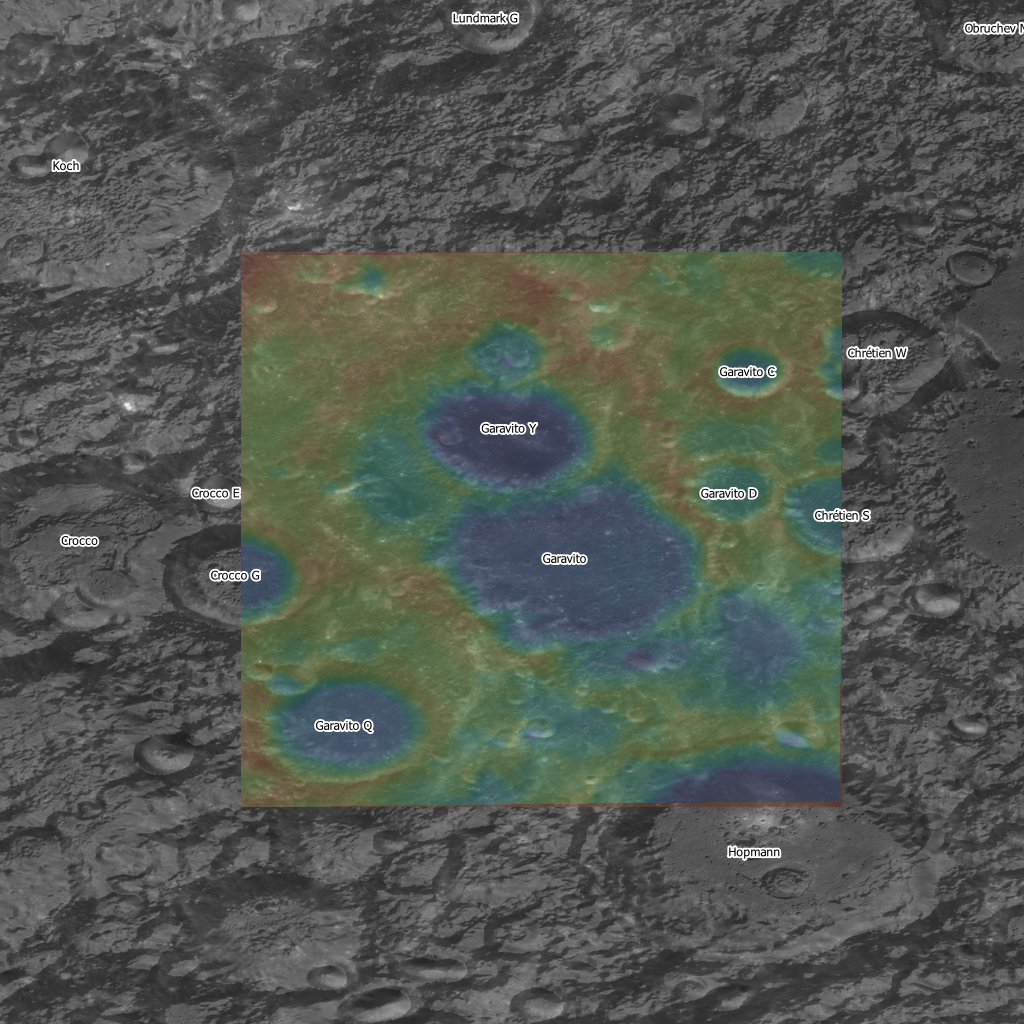 Lundmark G
Obruchev
Koch
Chrétien W
Garavito C
Garavito Y
Crocco E
Garavito D
Chrétien S
Crocco
Garavito
Crocco G
Garavito Q
Hopmann